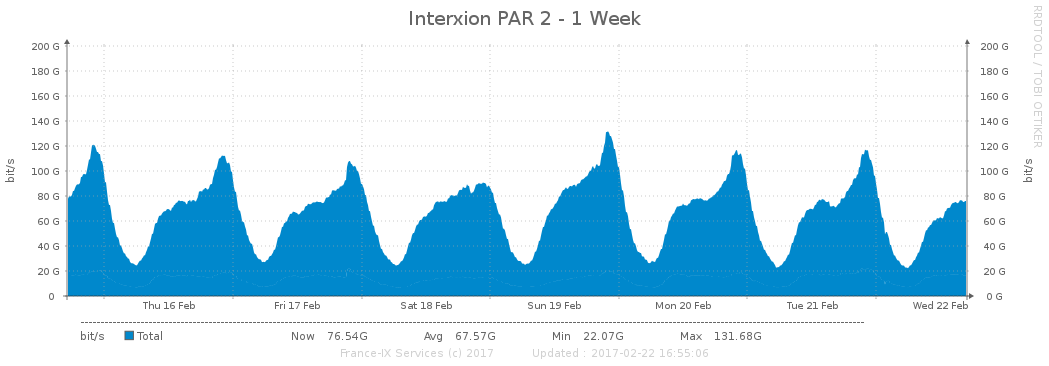 Interxion PAR 2 - 1 Week
RRDTOOL / TOBI OETIKER
bit/s
200 G 200 G
180 G 180 G
160 G 160 G
140 G 140 G
120 G 120 G
100 G 100 G
80 G 80 G
60 G 60 G
40 G 40 G
20 G 20 G
0 0 G
bit/s
Thu 16 Feb Fri 17 Feb Sat 18 Feb Sun 19 Feb Mon 20 Feb Tue 21 Feb Wed 22 Feb
bit/s Total Now 76.54G Avg 67.57G Min 22.07G Max 131.68G
France-IX Services (c) 2017 Updated : 2017-02-22 16:55:06